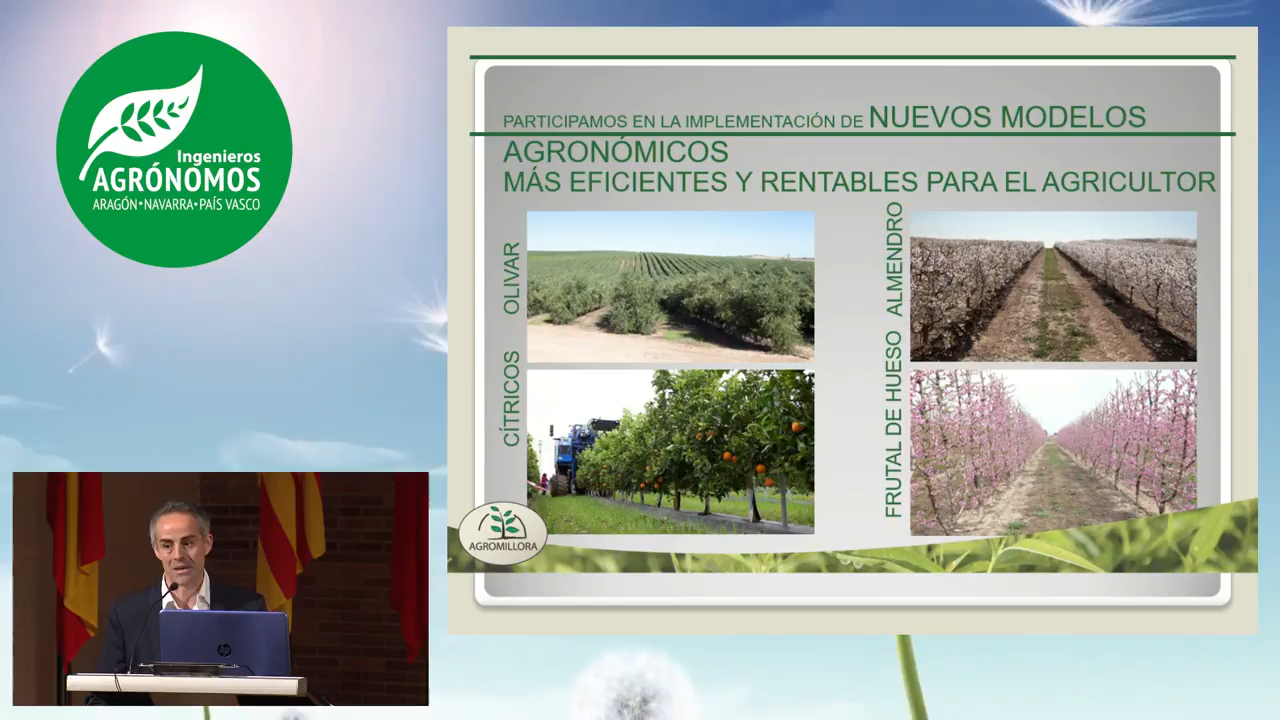 Ingenieros
AGRÓNOMOS
ARAGÓN•NAVARRA•PAÍS VASCO
PARTICIPAMOS EN LA IMPLEMENTACIÓN DE NUEVOS MODELOS
AGRONÓMICOS
MÁS EFICIENTES Y RENTABLES PARA EL AGRICULTOR
OLIVAR
ALMENDRO
CÍTRICOS
FRUTAL DE HUESO
AGROMILLORA
hp